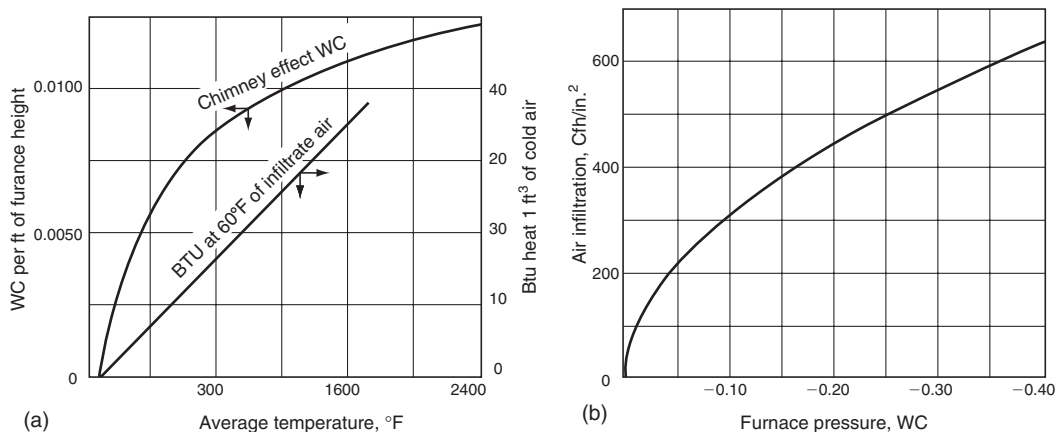 WC per ft of furance height
0.0100
0.0050
0
Chimney effect WC
BTU at 60°F of infiltrate air
40
20
30
10
0
Btu heat 1 ft³ of cold air
300
1600
2400
Average temperature, °F
(a)
Air infiltration, Cfh/in.²
600
400
200
0
−0.10
−0.20
−0.30
−0.40
Furnace pressure, WC
(b)